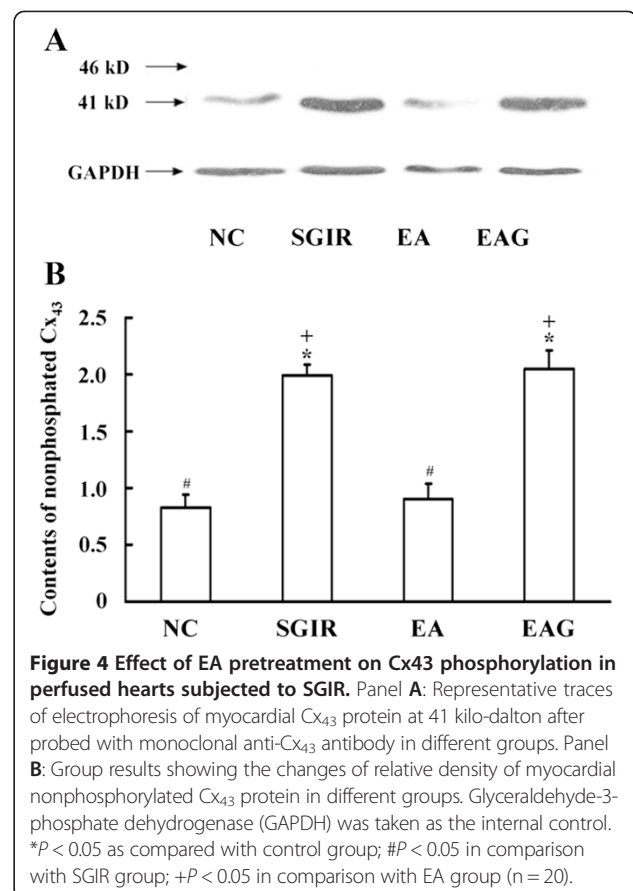 A
46 kD
41 kD
GAPDH
NC SGIR EA EAG
B
Contents of nonphosphated Cx43
2.5
2.0
1.5
1.0
0.5
0
#
+
*
#
+
*
NC SGIR EA EAG
Figure 4 Effect of EA pretreatment on Cx43 phosphorylation in
perfused hearts subjected to SGIR. Panel A: Representative traces
of electrophoresis of myocardial Cx43 protein at 41 kilo-dalton after
probed with monoclonal anti-Cx43 antibody in different groups. Panel
B: Group results showing the changes of relative density of myocardial
nonphosphorylated Cx43 protein in different groups. Glyceraldehyde-3-
phosphate dehydrogenase (GAPDH) was taken as the internal control.
*P < 0.05 as compared with control group; #P < 0.05 in comparison
with SGIR group; +P < 0.05 in comparison with EA group (n = 20).